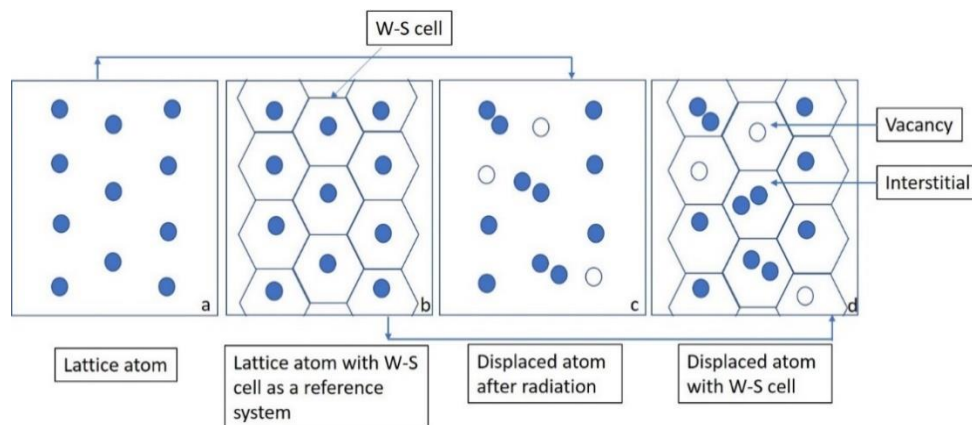 W-S cell
a
b
c
d
Vacancy
Interstitial
Lattice atom
Lattice atom with W-S
cell as a reference
system
Displaced atom
after radiation
Displaced atom
with W-S cell